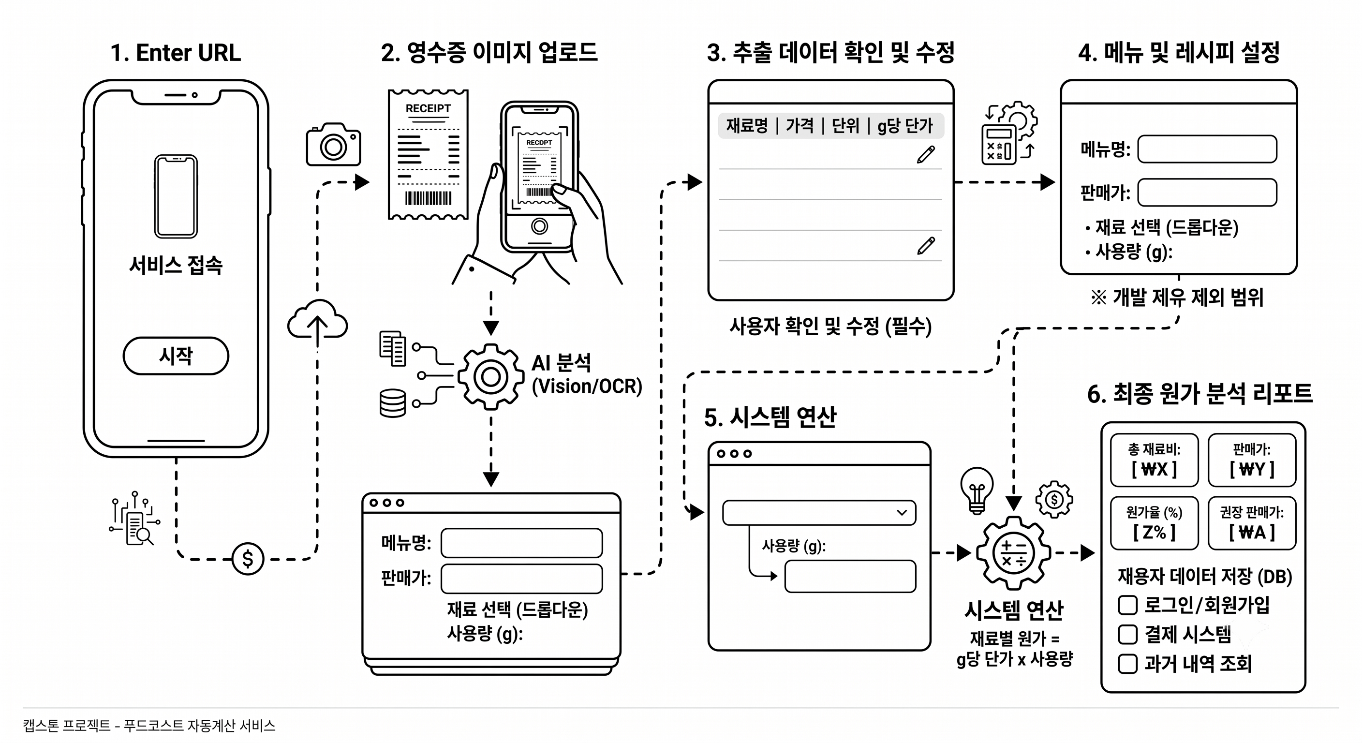 1. Enter URL
서비스 접속
시작
$
2. 영수증 이미지 업로드
RECEIPT
RECDPT
AI 분석
(Vision/OCR)
메뉴명:
판매가:
재료 선택 (드롭다운)
사용량 (g):
3. 추출 데이터 확인 및 수정
재료명 | 가격 | 단위 | g당 단가
사용자 확인 및 수정 (필수)
4. 메뉴 및 레시피 설정
메뉴명:
판매가:
• 재료 선택 (드롭다운)
• 사용량 (g):
※ 개발 제유 제외 범위
5. 시스템 연산
사용량 (g):
$
+ −
× ÷
시스템 연산
재료별 원가 =
g당 단가 x 사용량
6. 최종 원가 분석 리포트
총 재료비:
[ ₩X ]
판매가:
[ ₩Y ]
원가율 (%)
[ Z% ]
권장 판매가:
[ ₩A ]
재용자 데이터 저장 (DB)
로그인/회원가입
결제 시스템
과거 내역 조회
캡스톤 프로젝트 - 푸드코스트 자동계산 서비스